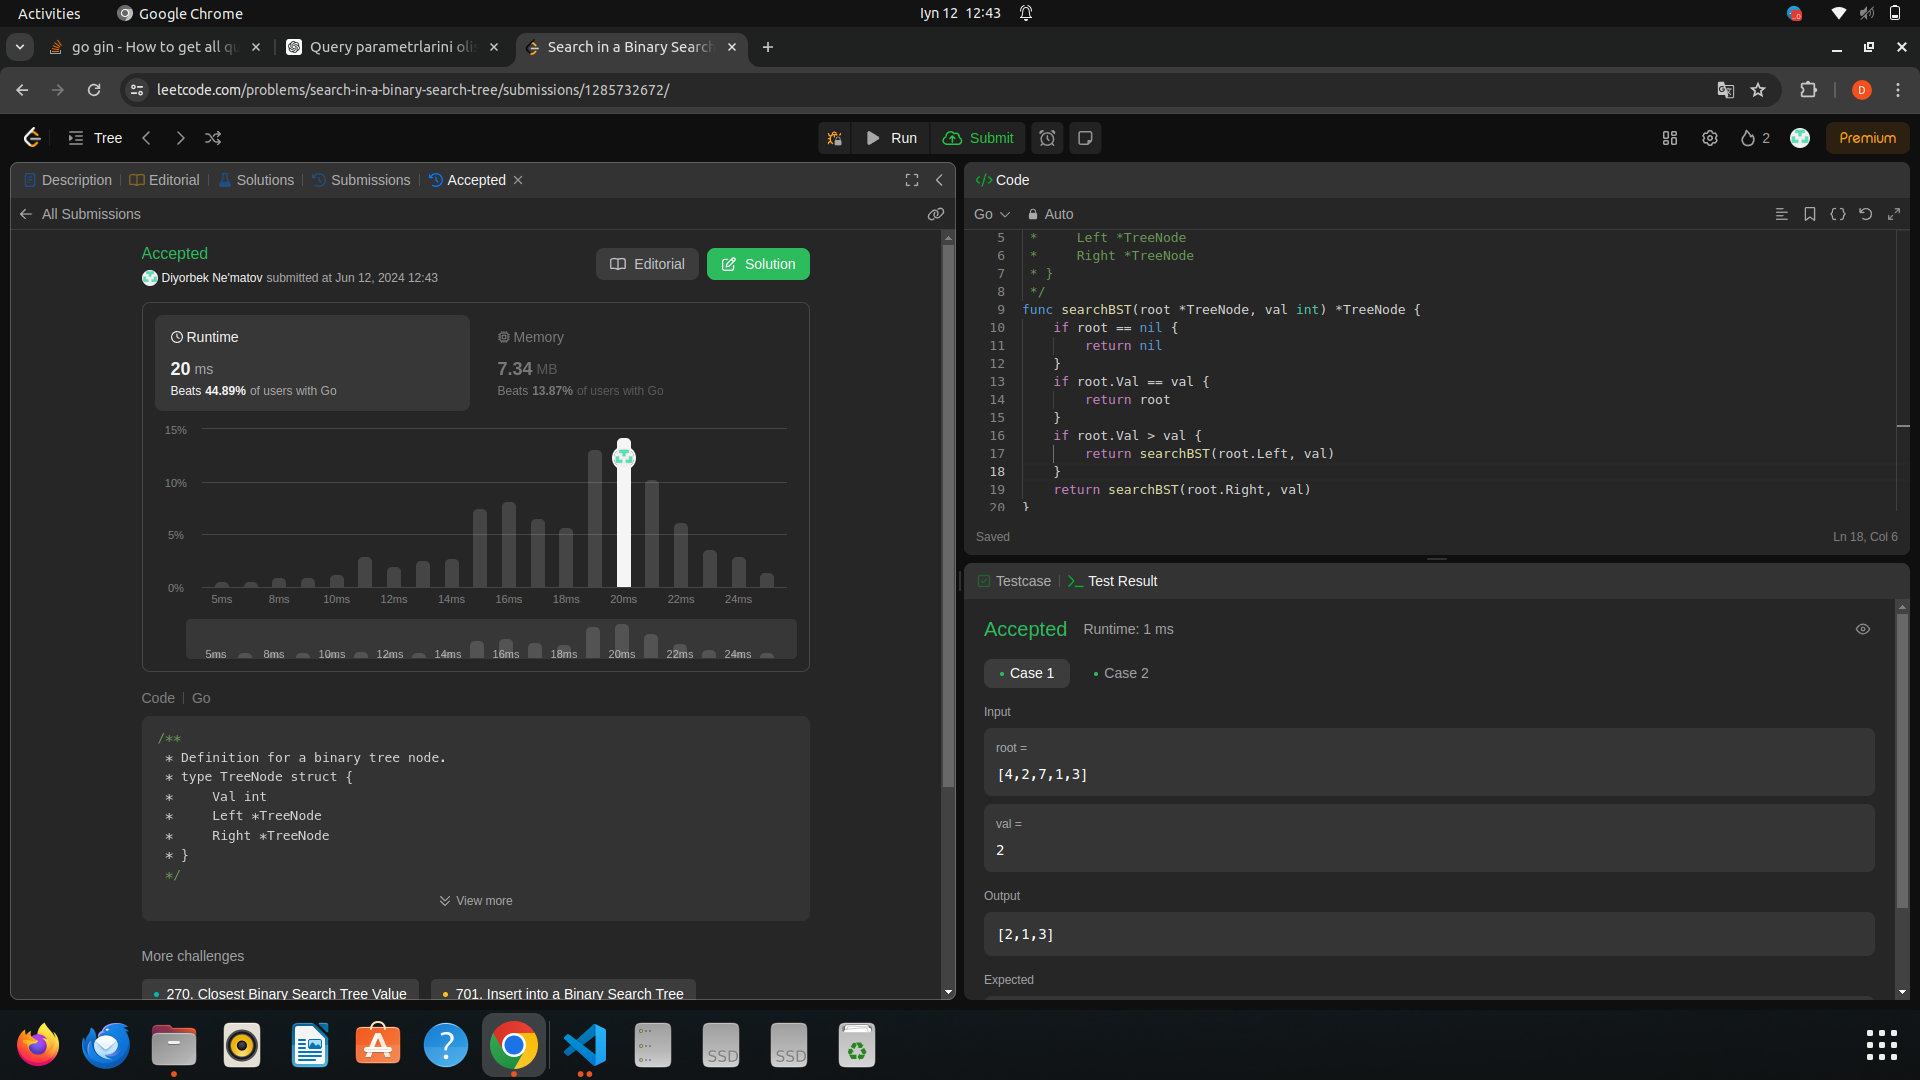 Activities
Google Chrome
Iyn 12 12:43
go gin - How to get all qu
Query parametrlarini olis
Search in a Binary Search
leetcode.com/problems/search-in-a-binary-search-tree/submissions/1285732672/
D
Tree
Run
Submit
2
Premium
Description
Editorial
Solutions
Submissions
Accepted
All Submissions
Accepted
Diyorbek Ne'matov submitted at Jun 12, 2024 12:43
Editorial
Solution
Runtime
20 ms
Beats 44.89% of users with Go
Memory
7.34 MB
Beats 13.87% of users with Go
15%
10%
5%
0%
5ms 8ms 10ms 12ms 14ms 16ms 18ms 20ms 22ms 24ms
5ms 8ms 10ms 12ms 14ms 16ms 18ms 20ms 22ms 24ms
Code | Go
/**
* Definition for a binary tree node.
* type TreeNode struct {
*     Val int
*     Left *TreeNode
*     Right *TreeNode
* }
*/
View more
More challenges
270. Closest Binary Search Tree Value
701. Insert into a Binary Search Tree
</> Code
Go
Auto
5 *     Left *TreeNode
6 *     Right *TreeNode
7 * }
8 */
9 func searchBST(root *TreeNode, val int) *TreeNode {
10     if root == nil {
11         return nil
12     }
13     if root.Val == val {
14         return root
15     }
16     if root.Val > val {
17         return searchBST(root.Left, val)
18     }
19     return searchBST(root.Right, val)
20 }
Saved
Ln 18, Col 6
Testcase
Test Result
Accepted
Runtime: 1 ms
Case 1
Case 2
Input
root =
[4,2,7,1,3]
val =
2
Output
[2,1,3]
Expected
SSD
SSD